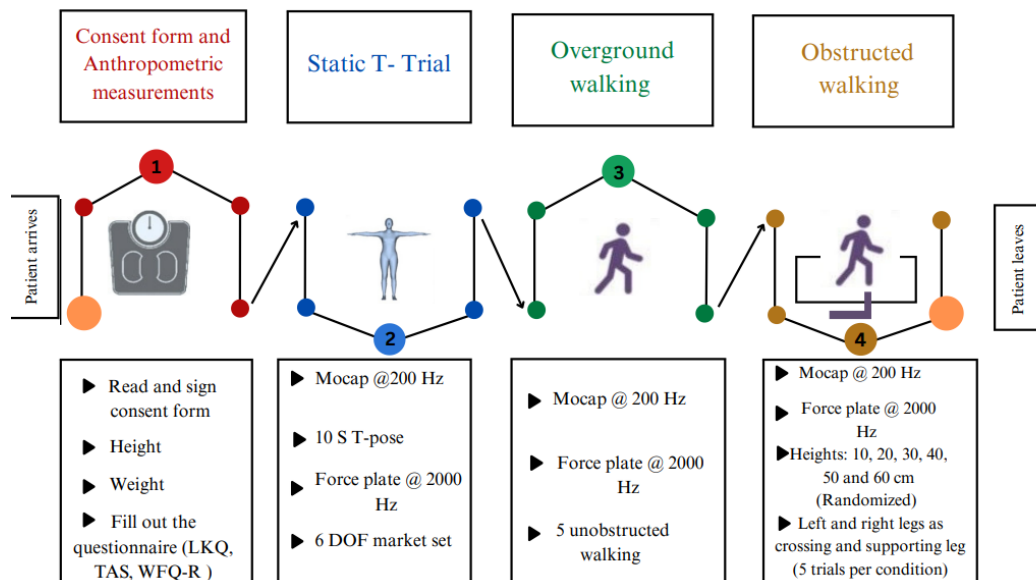 Consent form and
Anthropometric
measurements
Static T- Trial
Overground
walking
Obstructed
walking
Patient arrives
1
2
3
4
Patient leaves
Read and sign
consent form
Height
Weight
Fill out the
questionnaire (LKQ,
TAS, WFQ-R )
Mocap @200 Hz
10 S T-pose
Force plate @ 2000
Hz
6 DOF market set
Mocap @ 200 Hz
Force plate @ 2000
Hz
5 unobstructed
walking
Mocap @ 200 Hz
Force plate @ 2000
Hz
Heights: 10, 20, 30, 40,
50 and 60 cm
(Randomized)
Left and right legs as
crossing and supporting leg
(5 trials per condition)